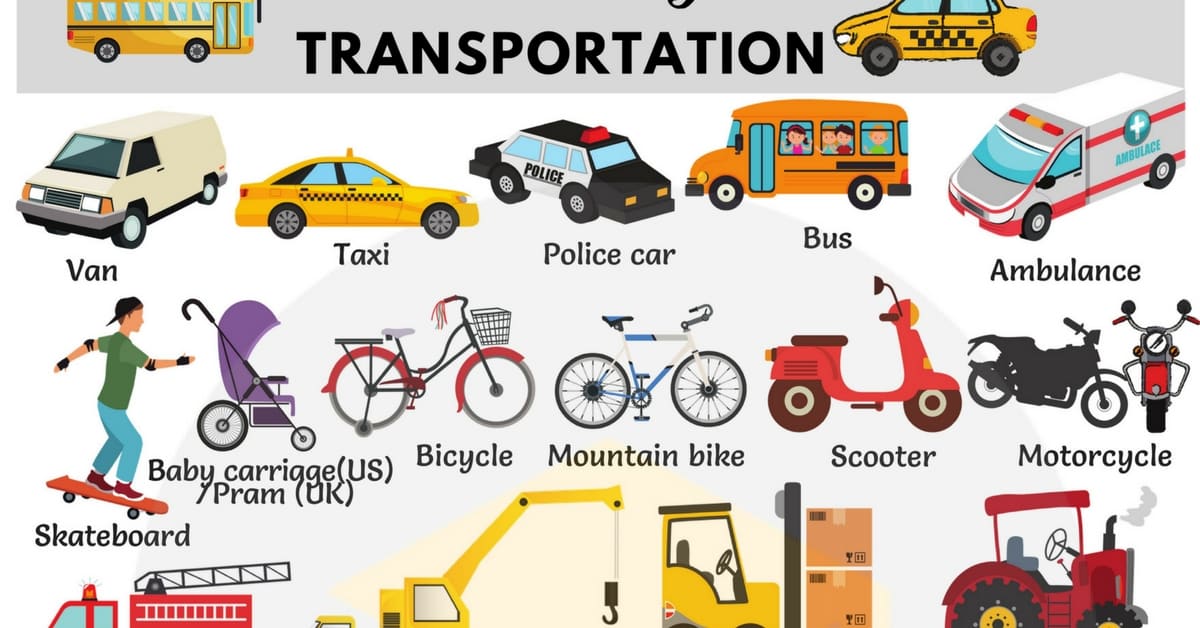 TRANSPORTATION
POLICE
AMBULACE
Van
Taxi
Police car
Bus
Ambulance
Baby carriage(US)
/Pram (UK)
Bicycle
Mountain bike
Scooter
Motorcycle
Skateboard